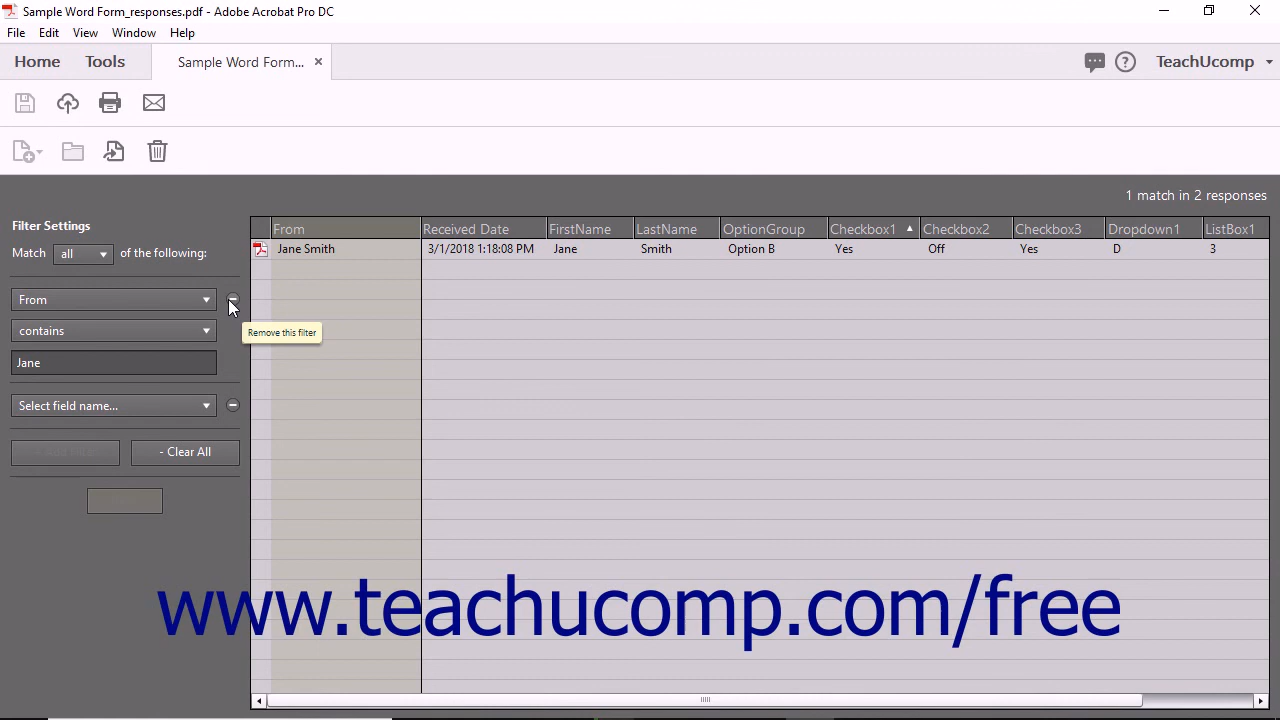 Sample Word Form_responses.pdf - Adobe Acrobat Pro DC
File Edit View Window Help
Home Tools Sample Word Form... × TeachUcomp
1 match in 2 responses
Filter Settings
Match all of the following:
From
contains
Remove this filter
Jane
Select field name...
- Clear All
From Received Date FirstName LastName OptionGroup Checkbox1 Checkbox2 Checkbox3 Dropdown1 ListBox1
Jane Smith 3/1/2018 1:18:08 PM Jane Smith Option B Yes Off Yes D 3
www.teachucomp.com/free